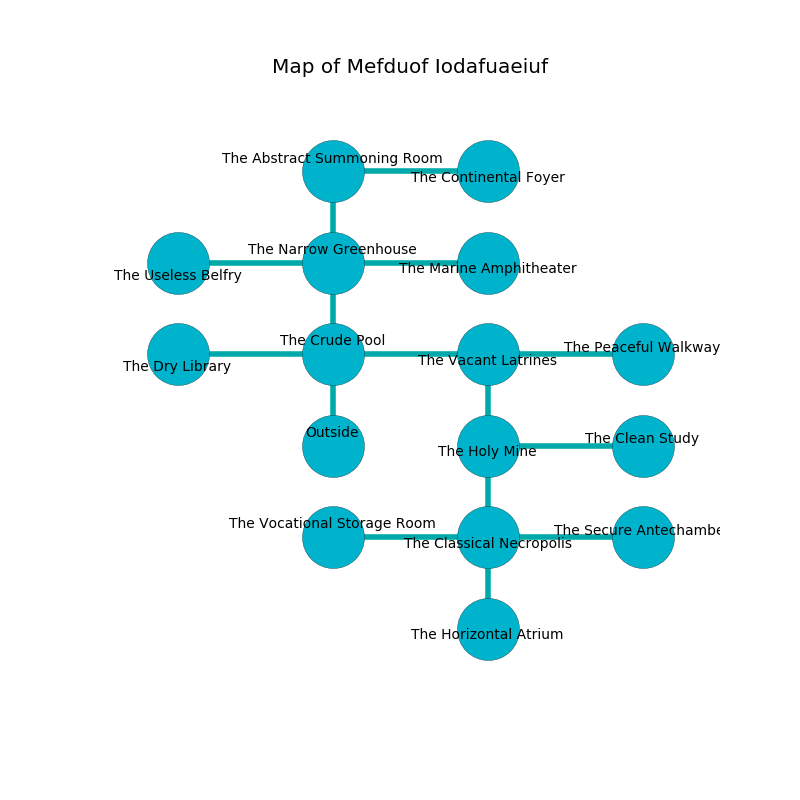 Map of Mefduof Iodafuaeiuf
The Abstract Summoning Room
The Continental Foyer
The Narrow Greenhouse
The Marine Amphitheater
The Useless Belfry
The Crude Pool
The Peaceful Walkway
The Vacant Latrines
The Dry Library
Outside
The Clean Study
The Holy Mine
The Vocational Storage Room
The Secure Antechambe
The Classical Necropolis
The Horizontal Atrium